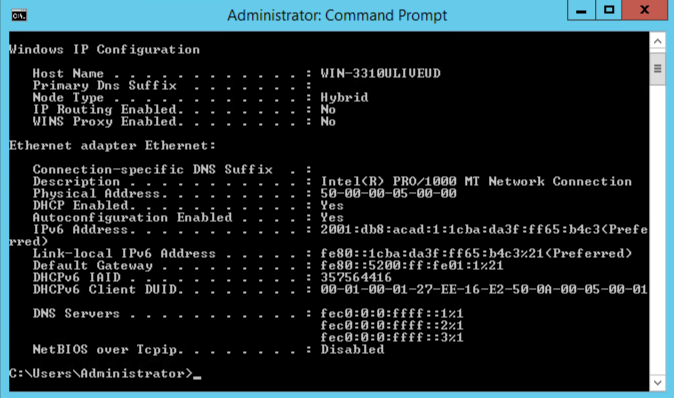 Administrator: Command Prompt
Windows IP Configuration
Host Name . . . . . . . . . . . . : WIN-3310ULIVEUD
Primary Dns Suffix  . . . . . . . :
Node Type . . . . . . . . . . . . : Hybrid
IP Routing Enabled. . . . . . . . : No
WINS Proxy Enabled. . . . . . . . : No
Ethernet adapter Ethernet:
Connection-specific DNS Suffix  . :
Description . . . . . . . . . . . : Intel(R) PRO/1000 MT Network Connection
Physical Address. . . . . . . . . : 50-00-00-05-00-00
DHCP Enabled. . . . . . . . . . . : Yes
Autoconfiguration Enabled . . . . : Yes
IPv6 Address. . . . . . . . . . . : 2001:db8:acad:1:1cba:da3f:ff65:b4c3(Prefe
rred)
Link-local IPv6 Address . . . . . : fe80::1cba:da3f:ff65:b4c3%21(Preferred)
Default Gateway . . . . . . . . . : fe80::5200:ff:fe01:1%21
DHCPv6 IAID . . . . . . . . . . . : 357564416
DHCPv6 Client DUID. . . . . . . . : 00-01-00-01-27-EE-16-E2-50-0A-00-05-00-01
DNS Servers . . . . . . . . . . . : fec0:0:0:ffff::1%1
fec0:0:0:ffff::2%1
fec0:0:0:ffff::3%1
NetBIOS over Tcpip. . . . . . . . : Disabled
C:\Users\Administrator>_